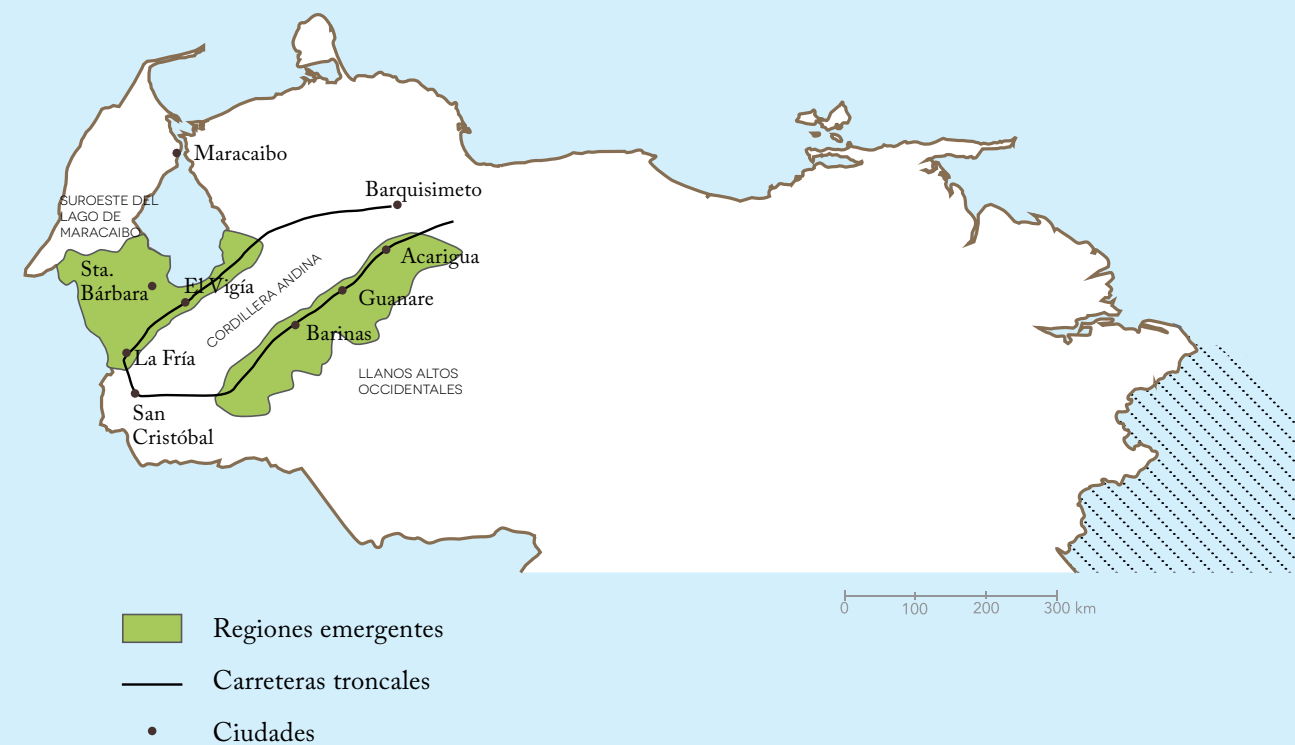 Maracaibo
Barquisimeto
SUROESTE DEL
LAGO DE
MARACAIBO
Acarigua
Sta.
Bárbara
El Vigía
CORDILLERA ANDINA
Guanare
Barinas
La Fría
LLANOS ALTOS
OCCIDENTALES
San
Cristóbal
0 100 200 300 km
Regiones emergentes
Carreteras troncales
Ciudades